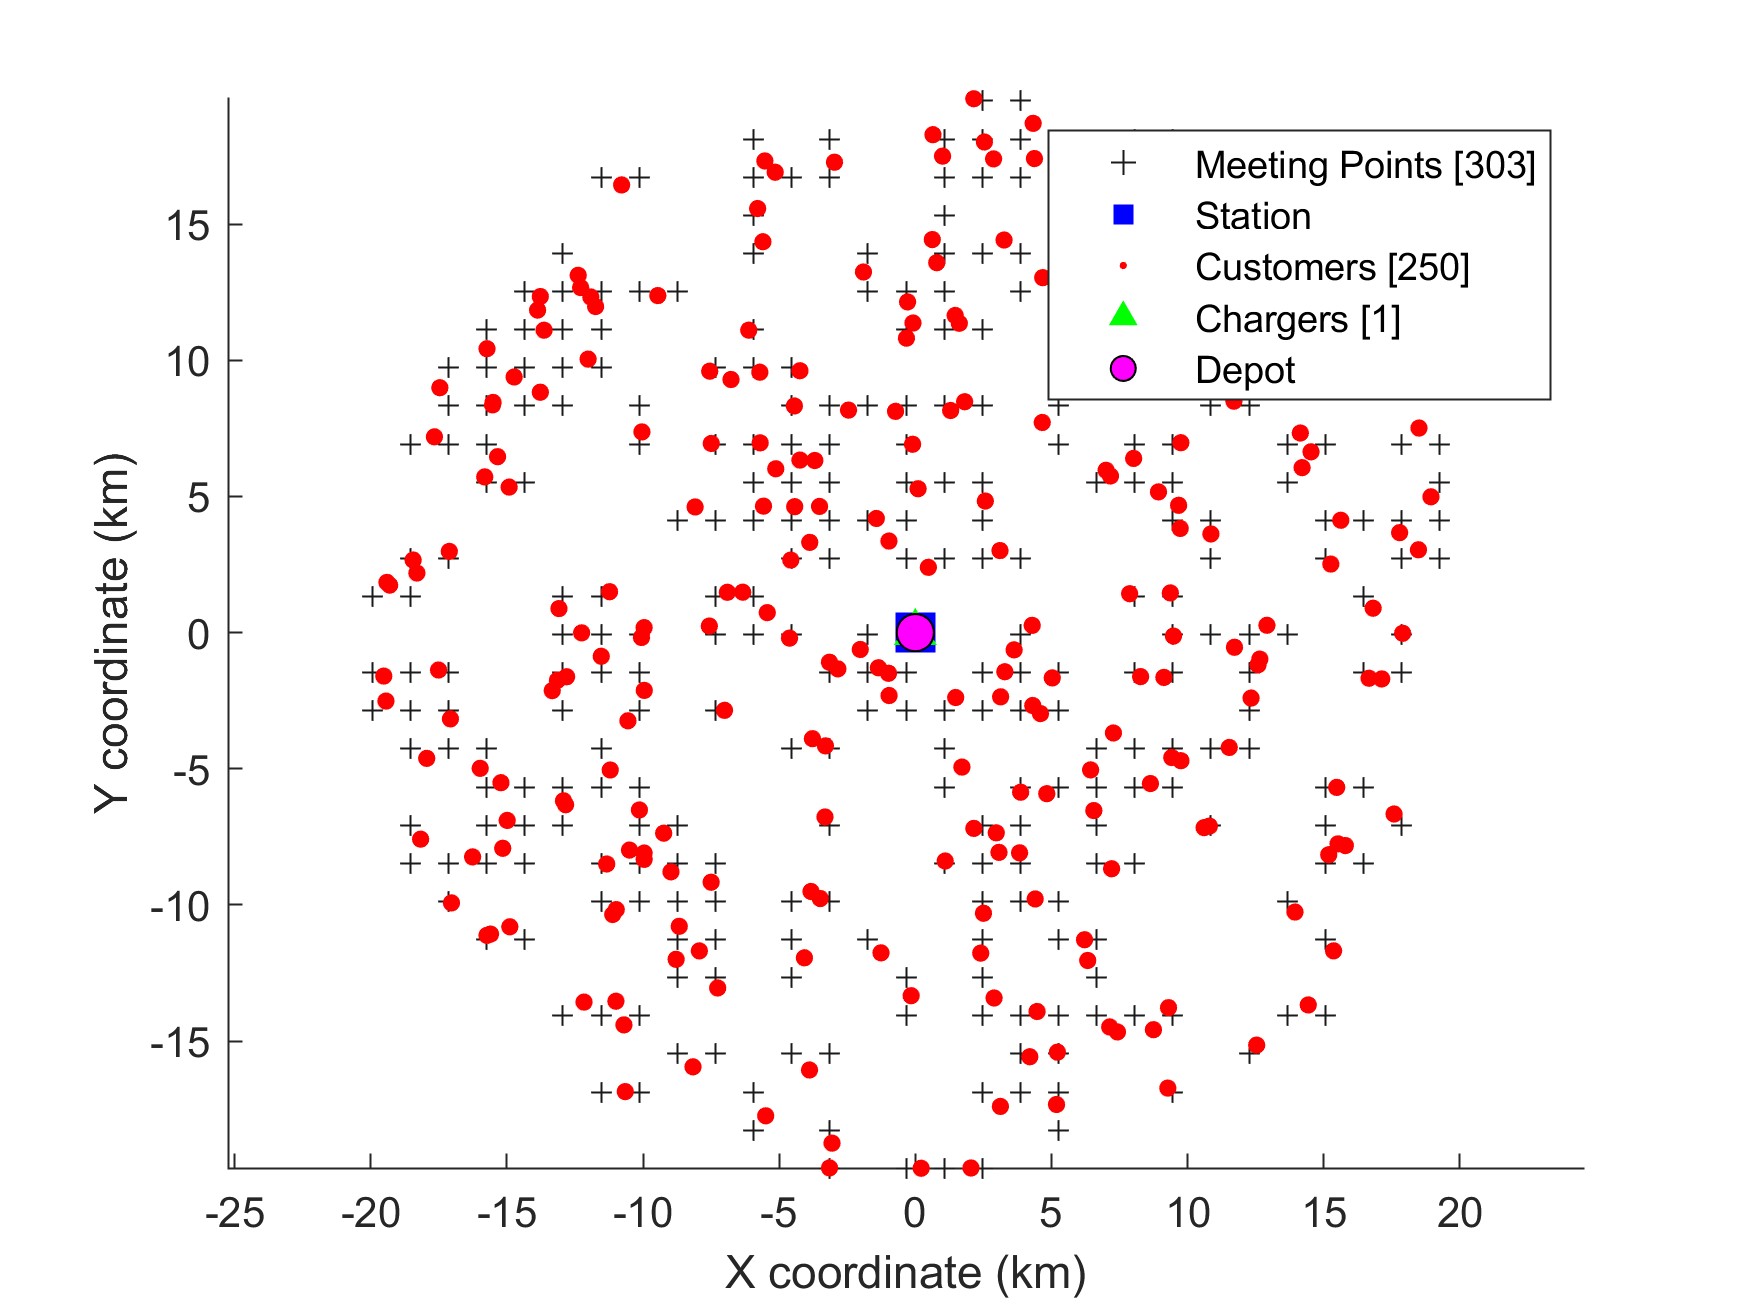 Meeting Points [303]
Station
Customers [250]
Chargers [1]
Depot
15
10
5
0
-5
-10
-15
Y coordinate (km)
-25 -20 -15 -10 -5 0 5 10 15 20
X coordinate (km)